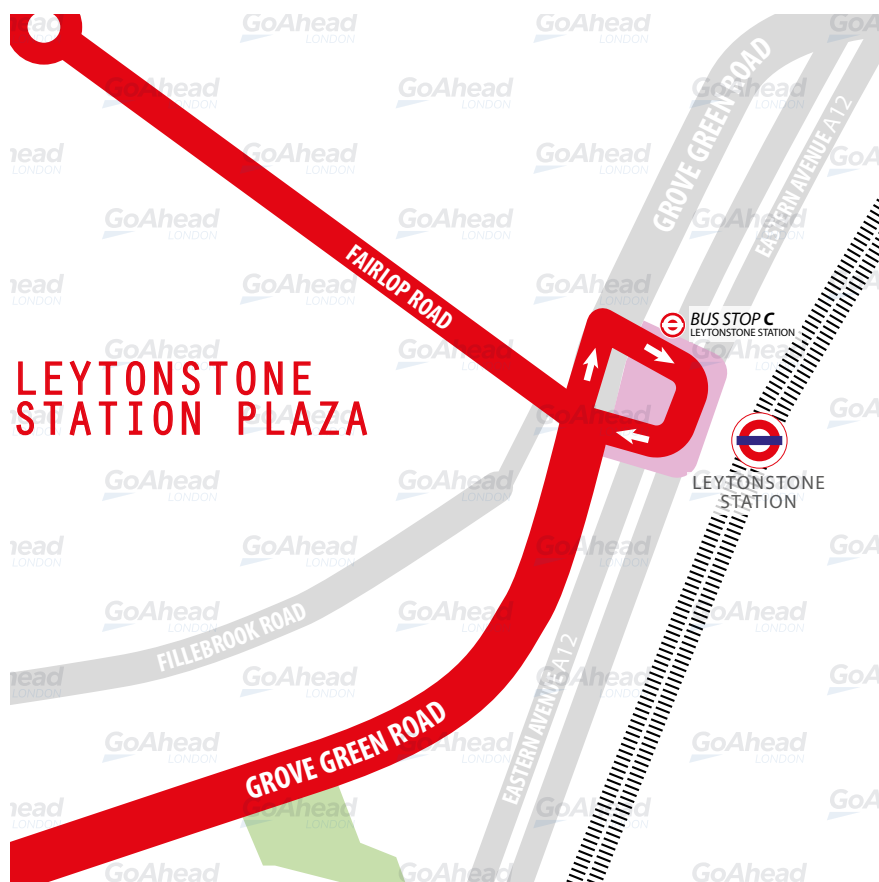 GROVE GREEN ROAD
EASTERN AVENUE A12
FAIRLOP ROAD
BUS STOP C
LEYTONSTONE STATION
LEYTONSTONE
STATION PLAZA
LEYTONSTONE
STATION
FILLEBROOK ROAD
EASTERN AVENUE A12
GROVE GREEN ROAD
GoAhead
LONDON